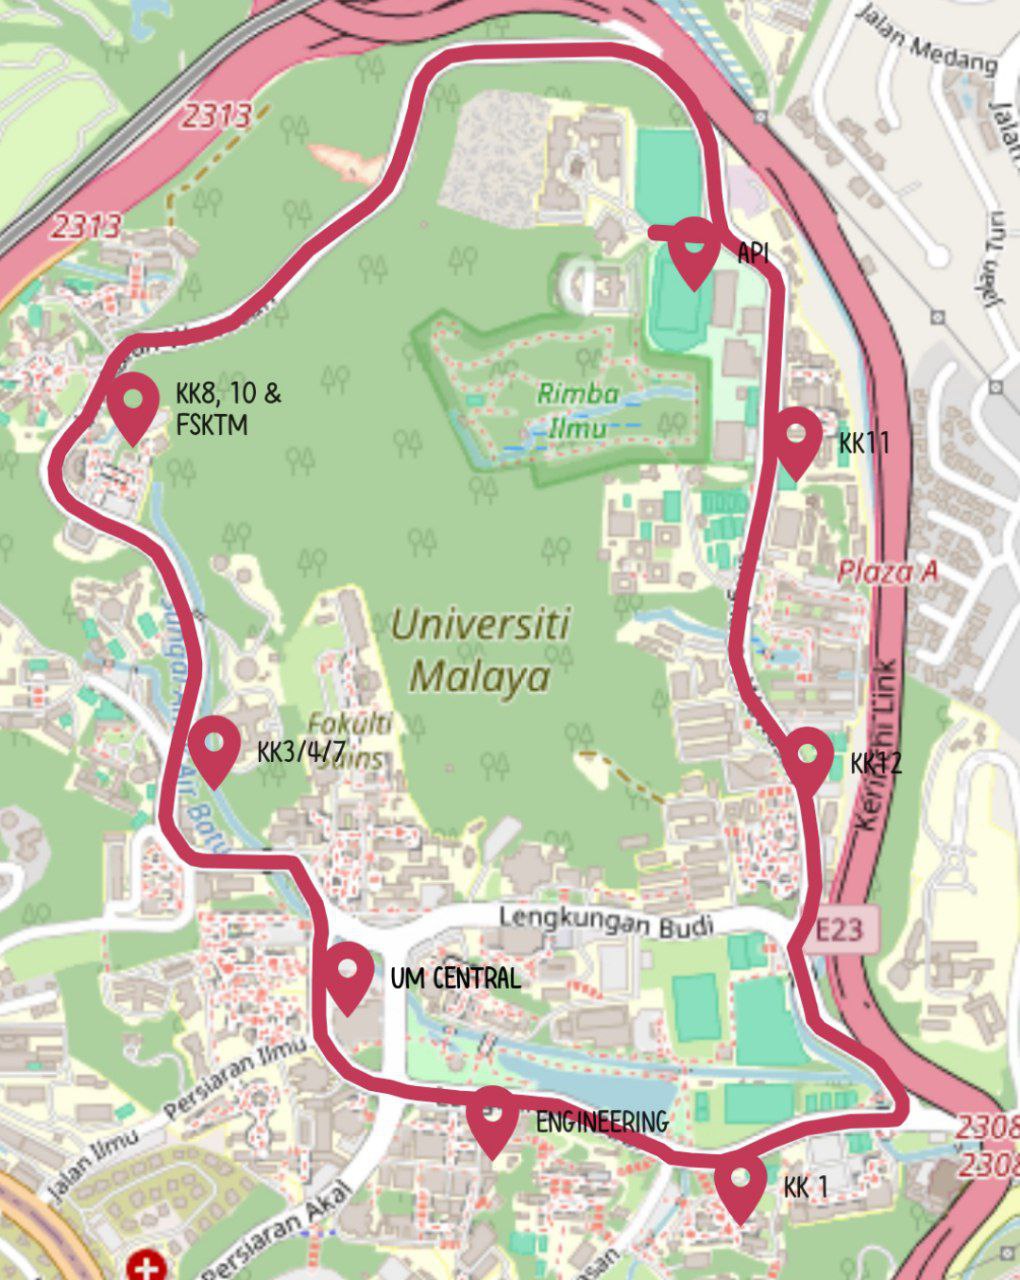 Jalan Medang
Jalan
2313
2313
Jalan 7un
API
KK8, 10 &
FSKTM
Rimba
Ilmu
KK11
Plaza A
Universiti
Malaya
Fakulti
Sains
KK3/4/7
Air Batu
KK12
Kerinchi Link
Lengkungan Budi
E23
UM CENTRAL
Persiaran Ilmu
ENGINEERING
Jalan Ilmu
2308
2308
KK 1
Persiaran Akal